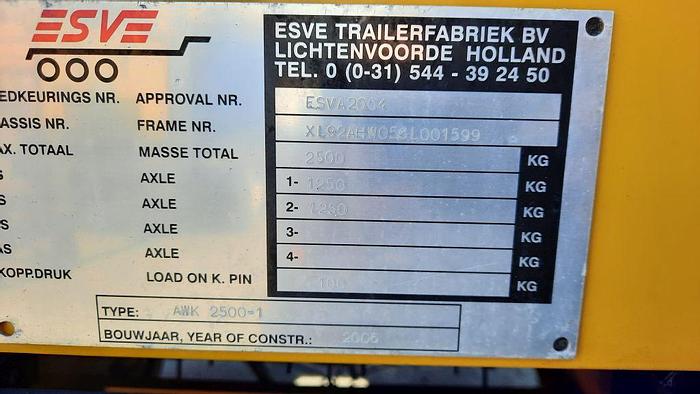 ESVE
ESVE TRAILERFABRIEK BV
LICHTENVOORDE HOLLAND
TEL. 0 (0-31) 544 - 39 24 50
EDKEURINGS NR. APPROVAL NR. ESVA2004
ASSIS NR. FRAME NR.
X. TOTAAL MASSE TOTAL 2500 KG
S AXLE 1- 1250 KG
AXLE 2- 1250 KG
S AXLE 3- KG
AS AXLE 4- KG
KOPP.DRUK LOAD ON K. PIN 100 KG
TYPE: AWK 2500-1
BOUWJAAR, YEAR OF CONSTR.: